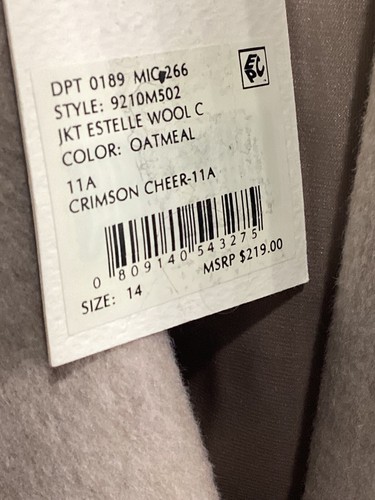 DPT 0189 MIC 266
EPC
STYLE: 9210M502
JKT ESTELLE WOOL C
COLOR: OATMEAL
11A
CRIMSON CHEER-11A
0 809140 543275
SIZE: 14
MSRP $219.00